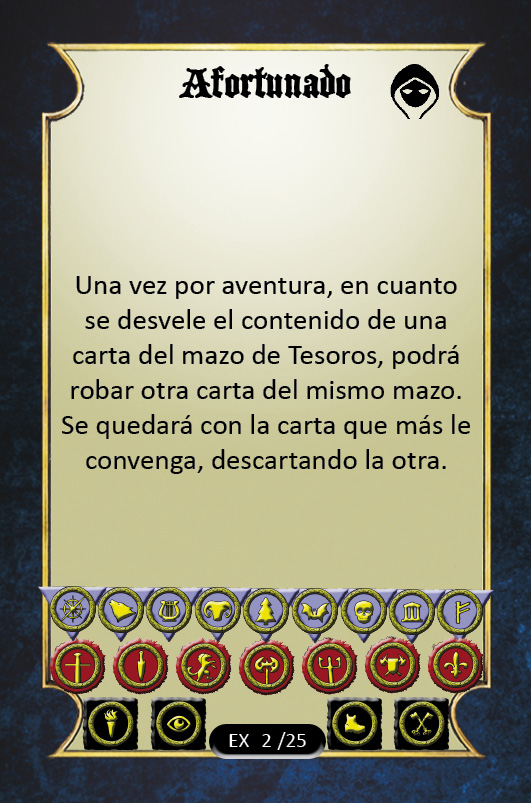 Afortunado
Una vez por aventura, en cuanto
se desvele el contenido de una
carta del mazo de Tesoros, podrá
robar otra carta del mismo mazo.
Se quedará con la carta que más le
convenga, descartando la otra.
EX 2 /25